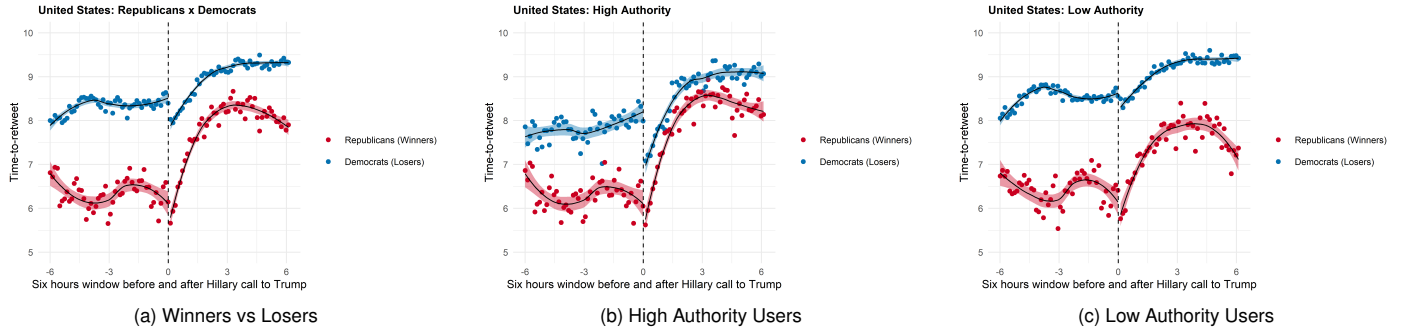 United States: Republicans x Democrats
10
9
8
7
6
5
Time-to-retweet
-6 -3 0 3 6
Six hours window before and after Hillary call to Trump
Republicans (Winners)
Democrats (Losers)
(a) Winners vs Losers
United States: High Authority
10
9
8
7
6
5
Time-to-retweet
-6 -3 0 3 6
Six hours window before and after Hillary call to Trump
Republicans (Winners)
Democrats (Losers)
(b) High Authority Users
United States: Low Authority
10
9
8
7
6
5
Time-to-retweet
-6 -3 0 3 6
Six hours window before and after Hillary call to Trump
Republicans (Winners)
Democrats (Losers)
(c) Low Authority Users